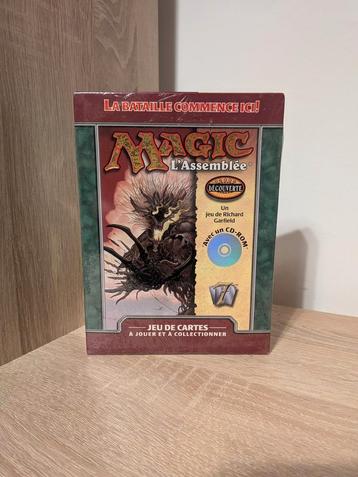 LA BATAILLE COMMENCE ICI!
MAGIC
L'Assemblée
DÉCOUVERTE
Un
jeu de Richard
Garfield
Avec un CD-ROM
7
JEU DE CARTES
À JOUER ET À COLLECTIONNER